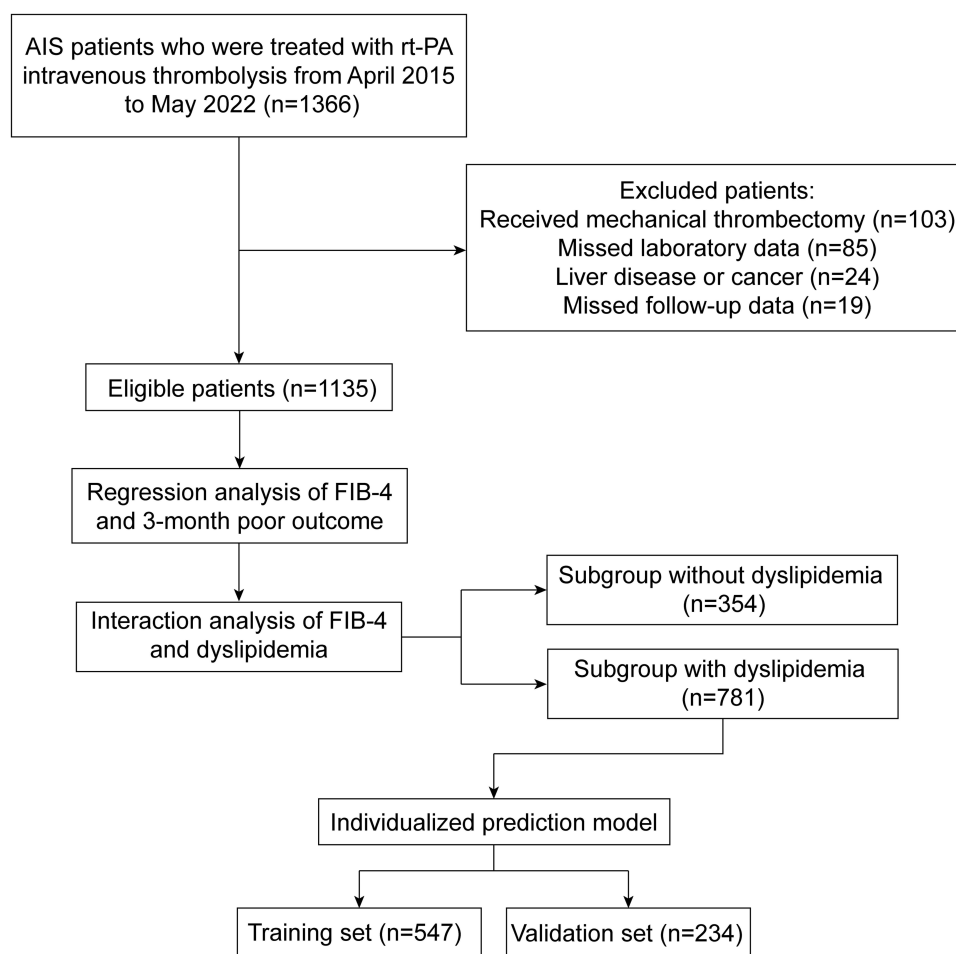 AIS patients who were treated with rt-PA
intravenous thrombolysis from April 2015
to May 2022 (n=1366)
Excluded patients:
Received mechanical thrombectomy (n=103)
Missed laboratory data (n=85)
Liver disease or cancer (n=24)
Missed follow-up data (n=19)
Eligible patients (n=1135)
Regression analysis of FIB-4
and 3-month poor outcome
Interaction analysis of FIB-4
and dyslipidemia
Subgroup without dyslipidemia
(n=354)
Subgroup with dyslipidemia
(n=781)
Individualized prediction model
Training set (n=547)
Validation set (n=234)